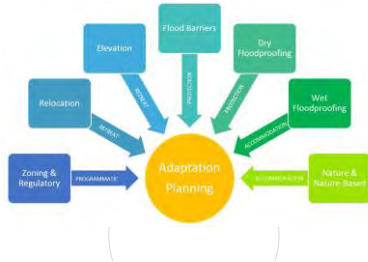 Flood Barriers
Elevation
Dry
Floodproofing
Relocation
Wet
Floodproofing
Zoning &
Regulatory
Nature &
Nature-Based
PROGRAMMATIC
RETREAT
RETREAT
PROTECTION
PROTECTION
ACCOMMODATION
ACCOMMODATION
Adaptation
Planning